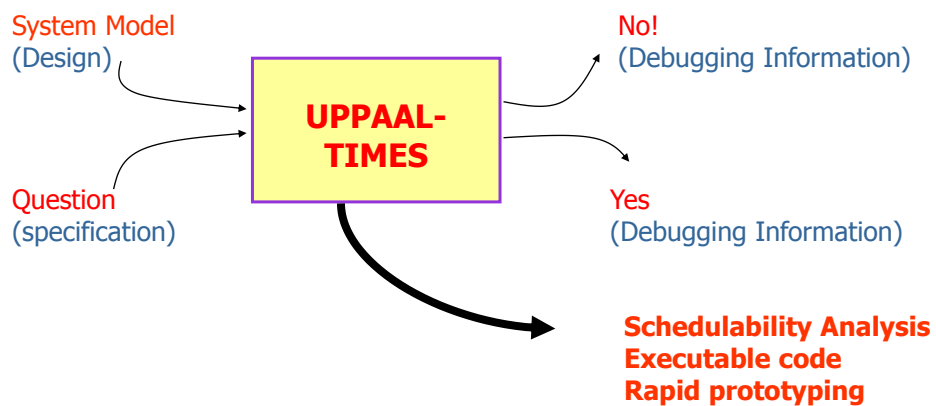 System Model
(Design)
No!
(Debugging Information)
UPPAAL-
TIMES
Question
(specification)
Yes
(Debugging Information)
Schedulability Analysis
Executable code
Rapid prototyping